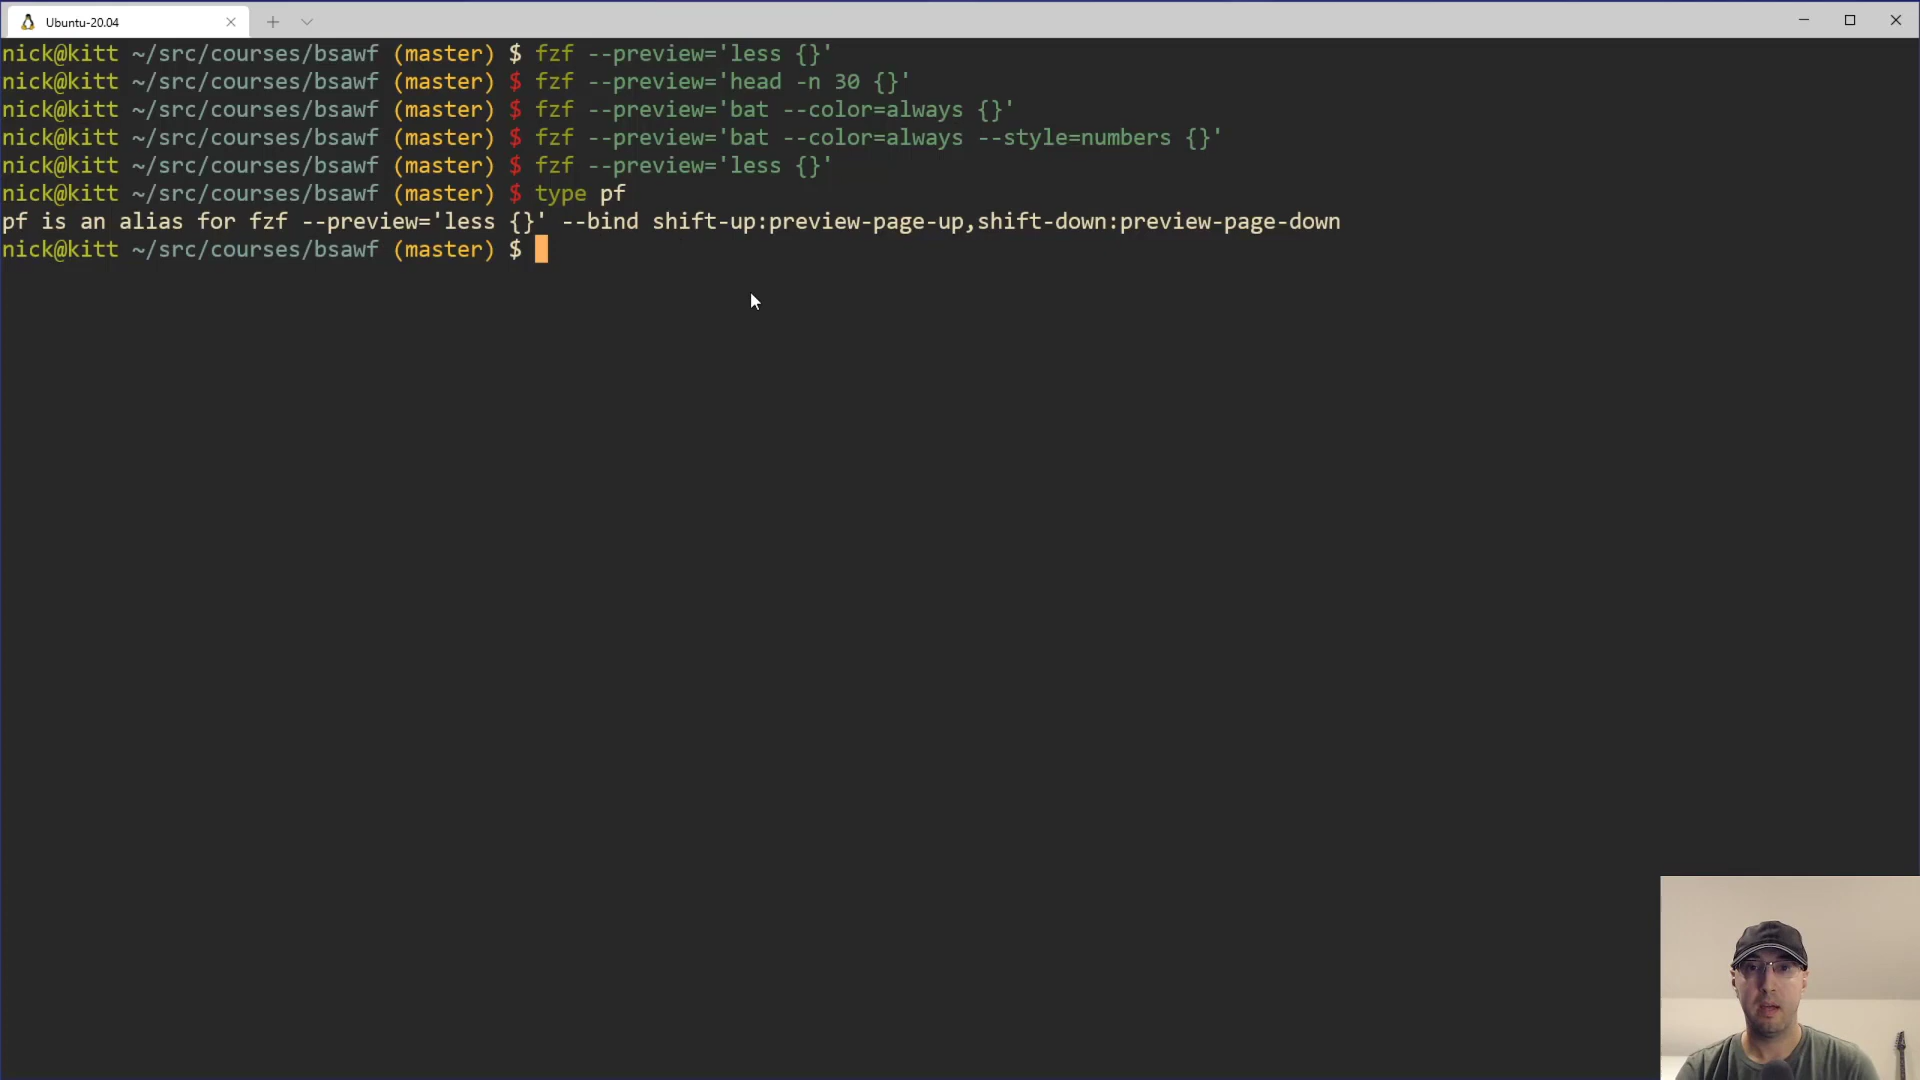 Ubuntu-20.04
nick@kitt ~/src/courses/bsawf (master) $ fzf --preview='less {}'
nick@kitt ~/src/courses/bsawf (master) $ fzf --preview='head -n 30 {}'
nick@kitt ~/src/courses/bsawf (master) $ fzf --preview='bat --color=always {}'
nick@kitt ~/src/courses/bsawf (master) $ fzf --preview='bat --color=always --style=numbers {}'
nick@kitt ~/src/courses/bsawf (master) $ fzf --preview='less {}'
nick@kitt ~/src/courses/bsawf (master) $ type pf
pf is an alias for fzf --preview='less {}' --bind shift-up:preview-page-up,shift-down:preview-page-down
nick@kitt ~/src/courses/bsawf (master) $